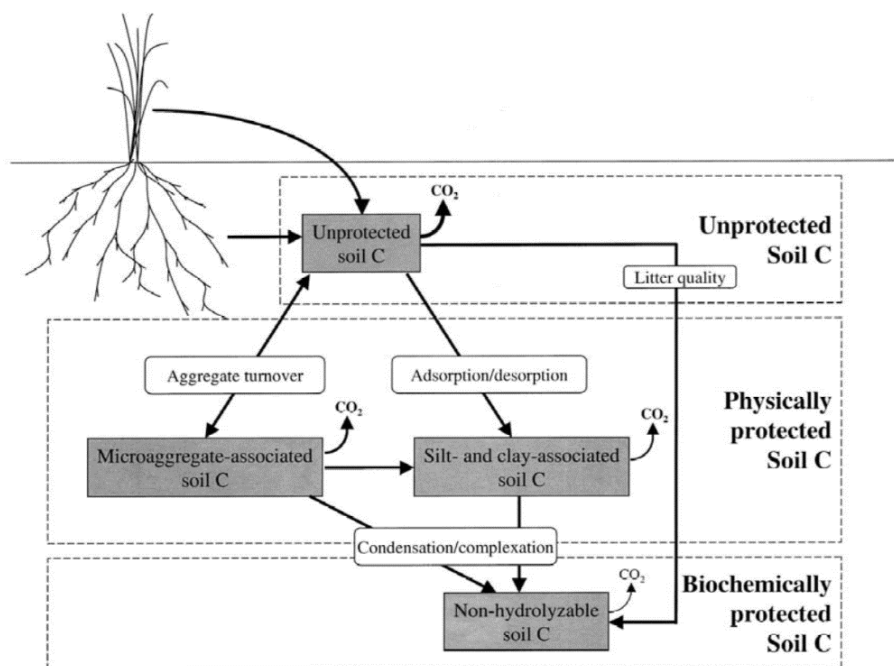 CO₂
Unprotected
soil C
Unprotected
Soil C
Litter quality
Aggregate turnover
Adsorption/desorption
CO₂
CO₂
Physically
protected
Soil C
Microaggregate-associated
soil C
Silt- and clay-associated
soil C
Condensation/complexation
CO₂
Non-hydrolyzable
soil C
Biochemically
protected
Soil C